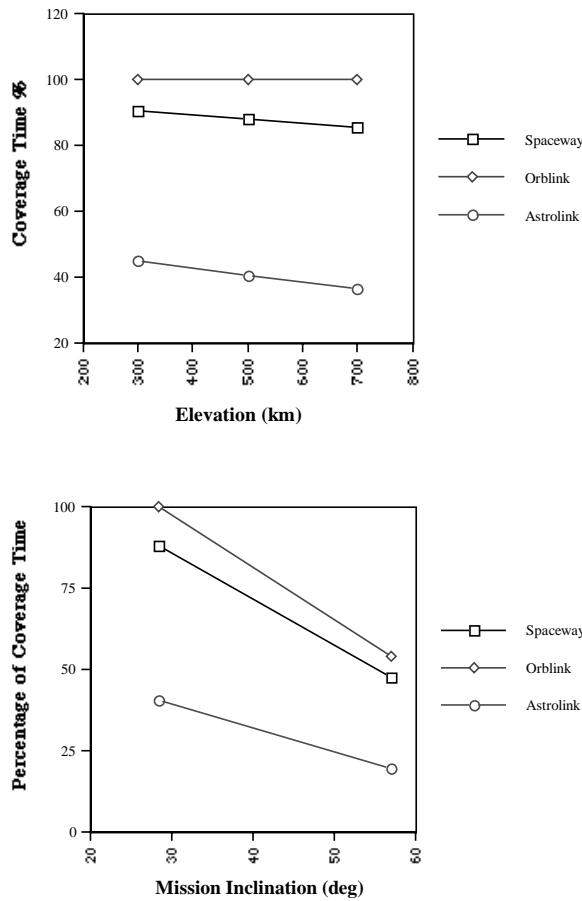 120
100
80
60
40
20
Coverage Time %
200
300
400
500
600
700
800
Elevation (km)
Spaceway
Orblink
Astrolink
100
75
50
25
0
Percentage of Coverage Time
20
30
40
50
60
Mission Inclination (deg)
Spaceway
Orblink
Astrolink